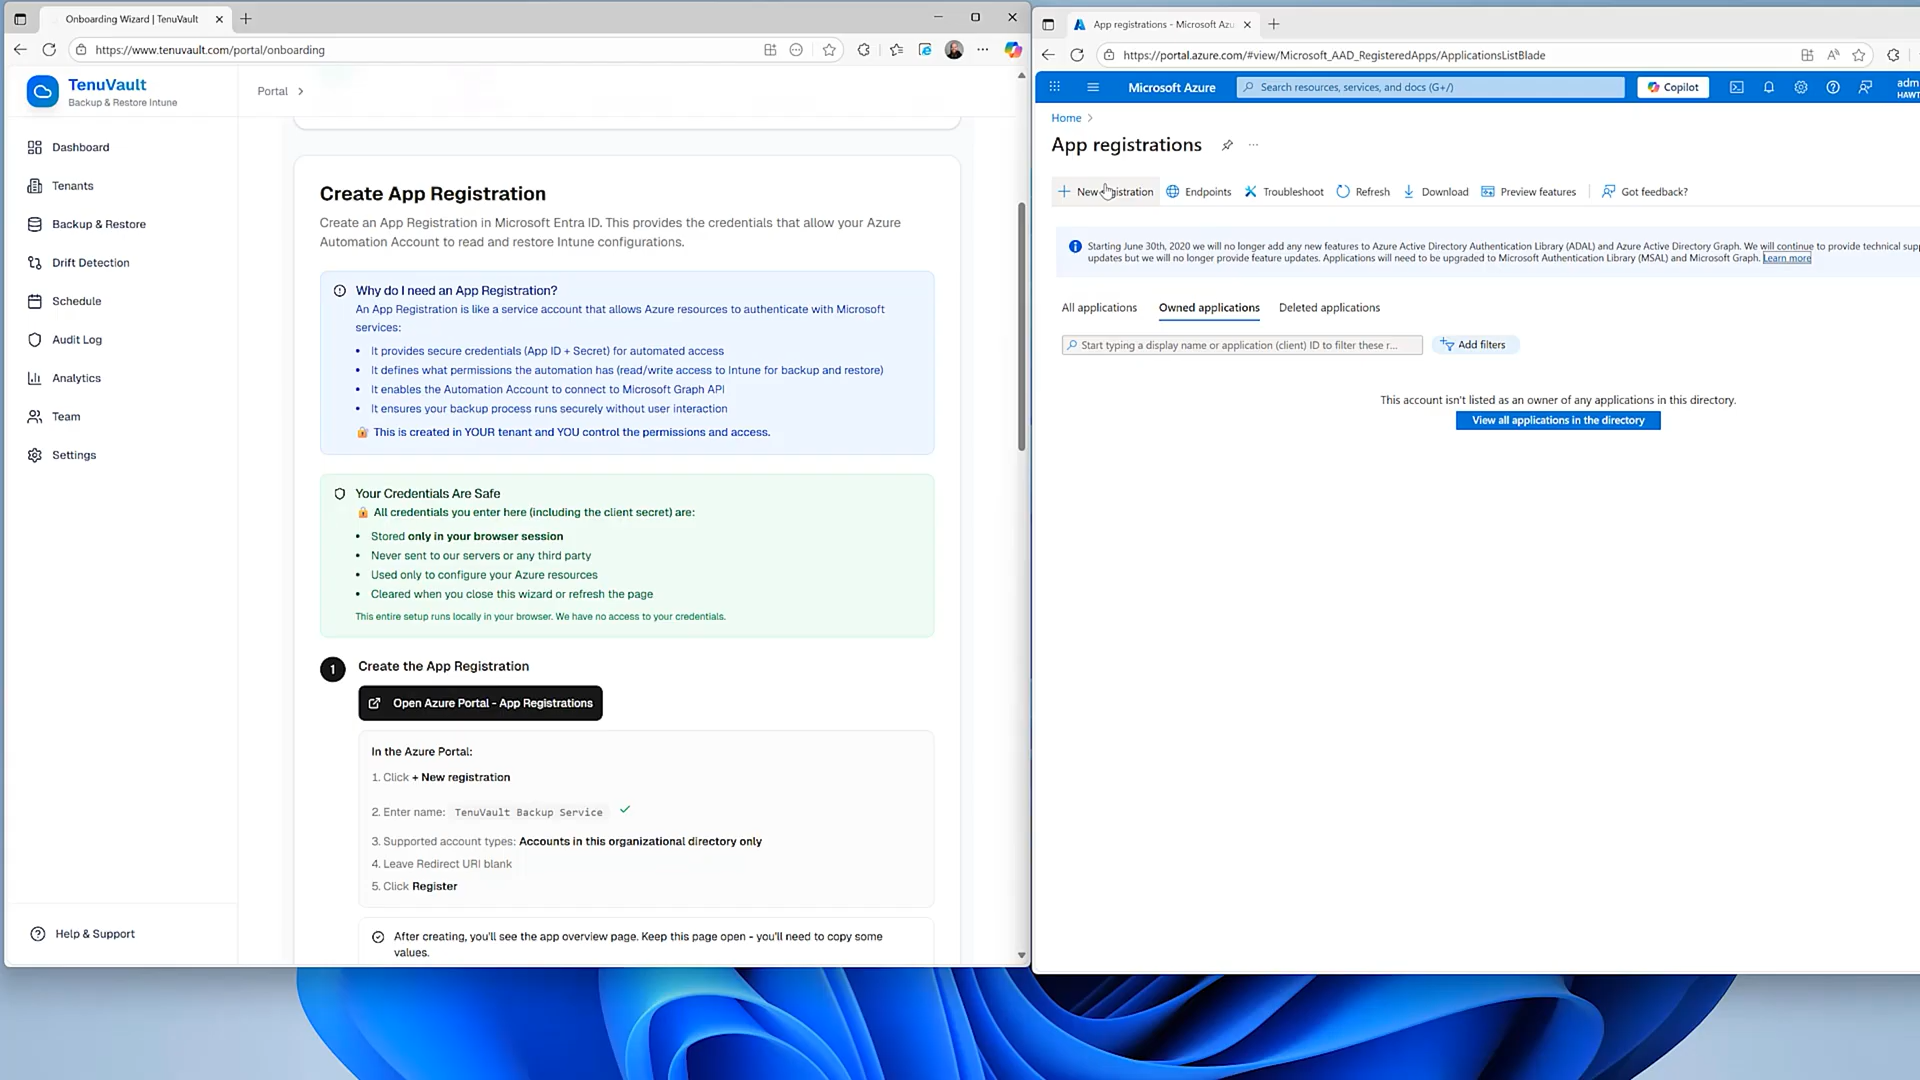 Onboarding Wizard | TenuVault
https://www.tenuvault.com/portal/onboarding
TenuVault
Backup & Restore Intune
Dashboard
Tenants
Backup & Restore
Drift Detection
Schedule
Audit Log
Analytics
Team
Settings
Help & Support
Portal
Create App Registration
Create an App Registration in Microsoft Entra ID. This provides the credentials that allow your Azure
Automation Account to read and restore Intune configurations.
Why do I need an App Registration?
An App Registration is like a service account that allows Azure resources to authenticate with Microsoft
services:
• It provides secure credentials (App ID + Secret) for automated access
• It defines what permissions the automation has (read/write access to Intune for backup and restore)
• It enables the Automation Account to connect to Microsoft Graph API
• It ensures your backup process runs securely without user interaction
🔐 This is created in YOUR tenant and YOU control the permissions and access.
Your Credentials Are Safe
🔒 All credentials you enter here (including the client secret) are:
• Stored only in your browser session
• Never sent to our servers or any third party
• Used only to configure your Azure resources
• Cleared when you close this wizard or refresh the page
This entire setup runs locally in your browser. We have no access to your credentials.
1 Create the App Registration
Open Azure Portal - App Registrations
In the Azure Portal:
1. Click + New registration
2. Enter name: TenuVault Backup Service
3. Supported account types: Accounts in this organizational directory only
4. Leave Redirect URI blank
5. Click Register
After creating, you'll see the app overview page. Keep this page open - you'll need to copy some
values.
App registrations - Microsoft Azu
https://portal.azure.com/#view/Microsoft_AAD_RegisteredApps/ApplicationsListBlade
Microsoft Azure
Search resources, services, and docs (G+/)
Copilot
adm
HAWT
Home
App registrations
New registration
Endpoints
Troubleshoot
Refresh
Download
Preview features
Got feedback?
Starting June 30th, 2020 we will no longer add any new features to Azure Active Directory Authentication Library (ADAL) and Azure Active Directory Graph. We will continue to provide technical sup
updates but we will no longer provide feature updates. Applications will need to be upgraded to Microsoft Authentication Library (MSAL) and Microsoft Graph. Learn more
All applications
Owned applications
Deleted applications
Start typing a display name or application (client) ID to filter these r...
Add filters
This account isn't listed as an owner of any applications in this directory.
View all applications in the directory